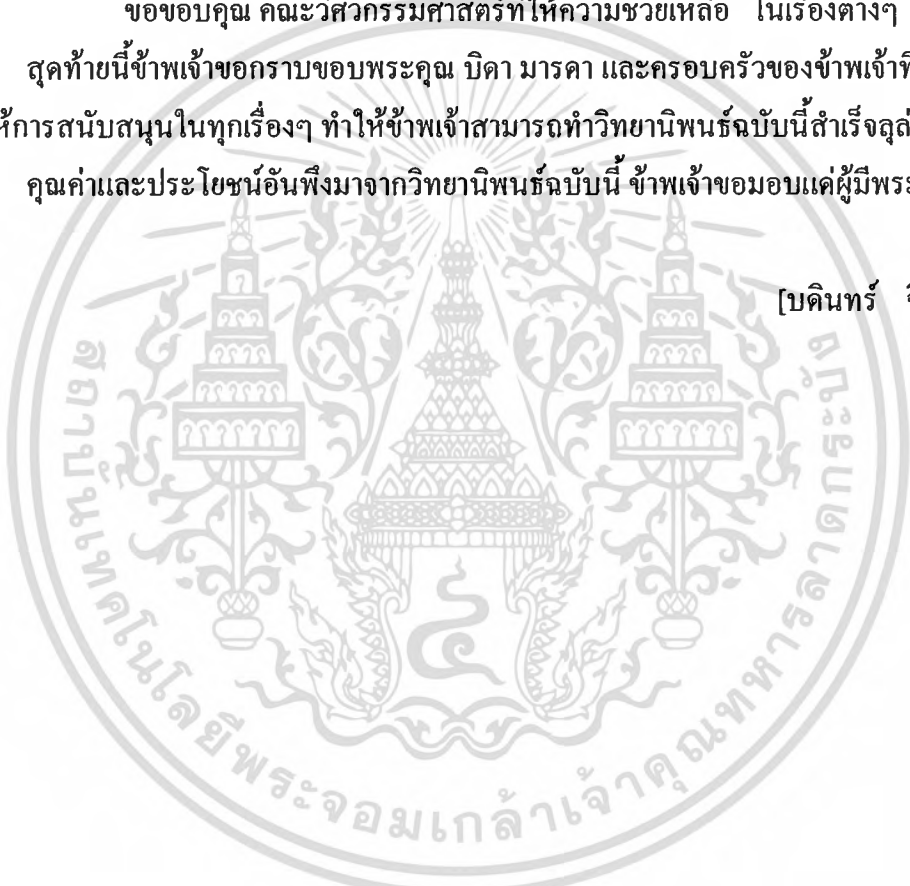 ขอขอบคุณ คณะวิศวกรรมศาสตร์ที่ให้ความช่วยเหลือ ในเรื่องต่างๆ
สุดท้ายนี้ข้าพเจ้าขอกราบขอบพระคุณ บิดา มารดา และครอบครัวของข้าพเจ้าที่
ให้การสนับสนุนในทุกเรื่องๆ ทำให้ข้าพเจ้าสามารถทำวิทยานิพนธ์ฉบับนี้สำเร็จลุล่
คุณค่าและประโยชน์อันพึงมาจากวิทยานิพนธ์ฉบับนี้ ข้าพเจ้าขอมอบแด่ผู้มีพระ
[บดินทร์
สถาบันเทคโนโลยีพระจอมเกล้าเจ้าคุณทหารลาดกระบัง